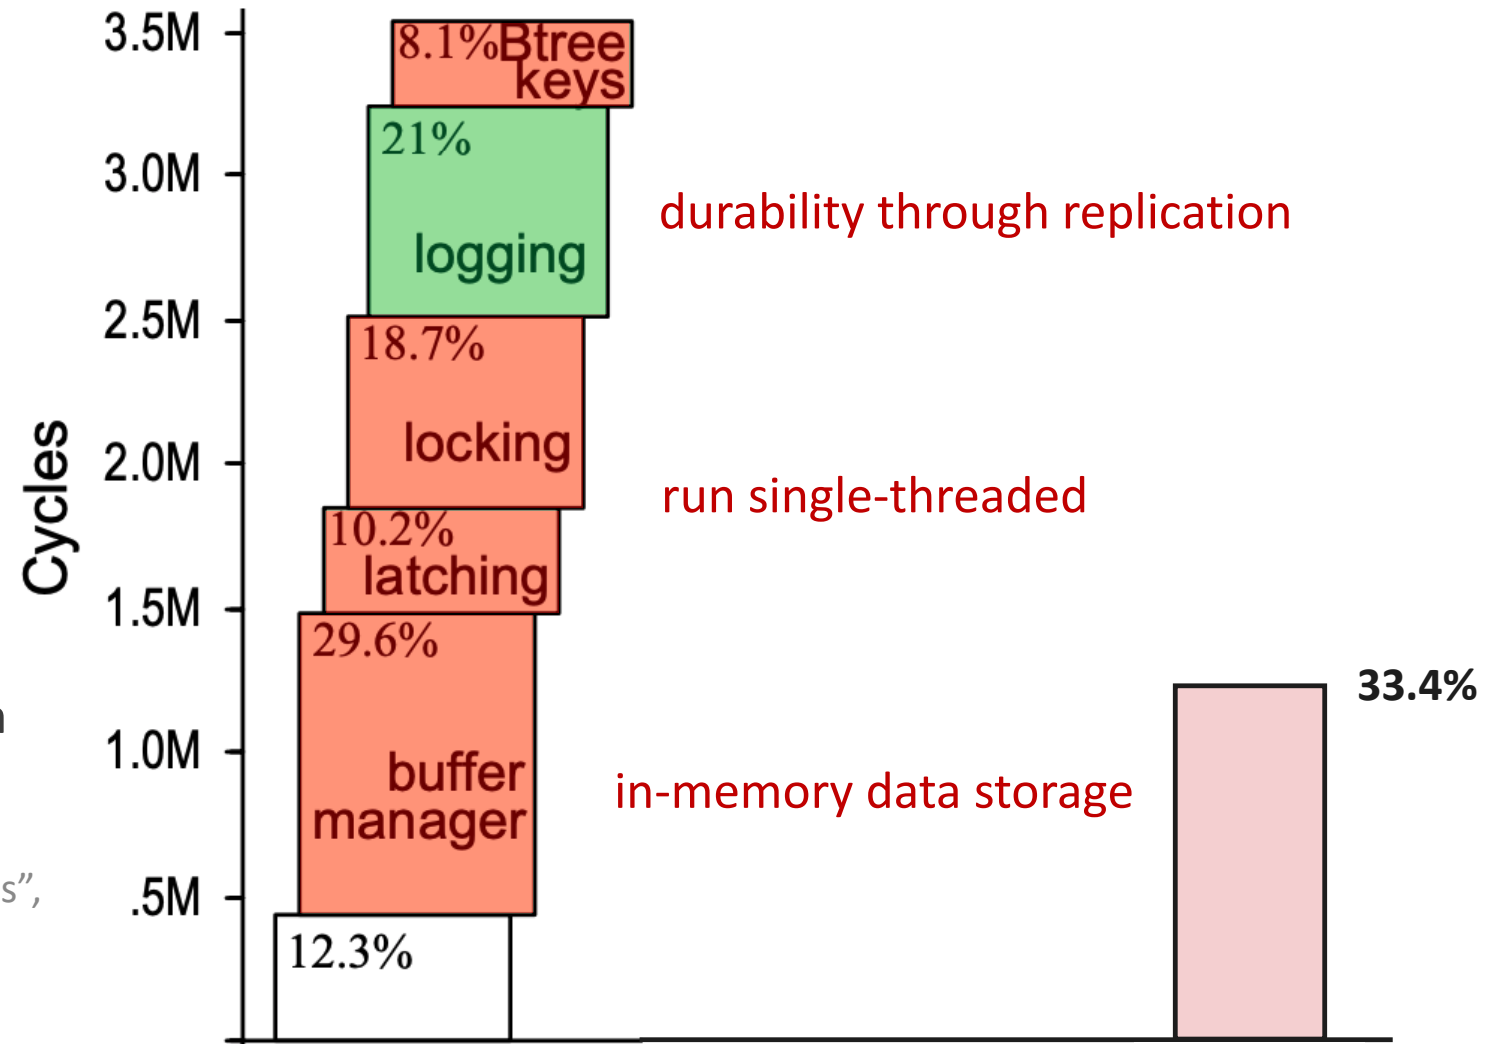 3.5M
8.1% Btree
keys
21%
3.0M
durability through replication
logging
2.5M
18.7%
locking
2.0M
run single-threaded
10.2%
latching
1.5M
29.6%
33.4%
1.0M
buffer
manager
in-memory data storage
.5M
s”,
12.3%
Cycles